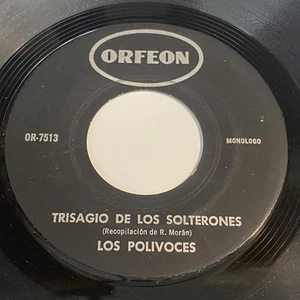 ORFEON
OR-7513
MONOLOGO
TRISAGIO DE LOS SOLTERONES
(Recopilación de R. Morán)
LOS POLIVOCES